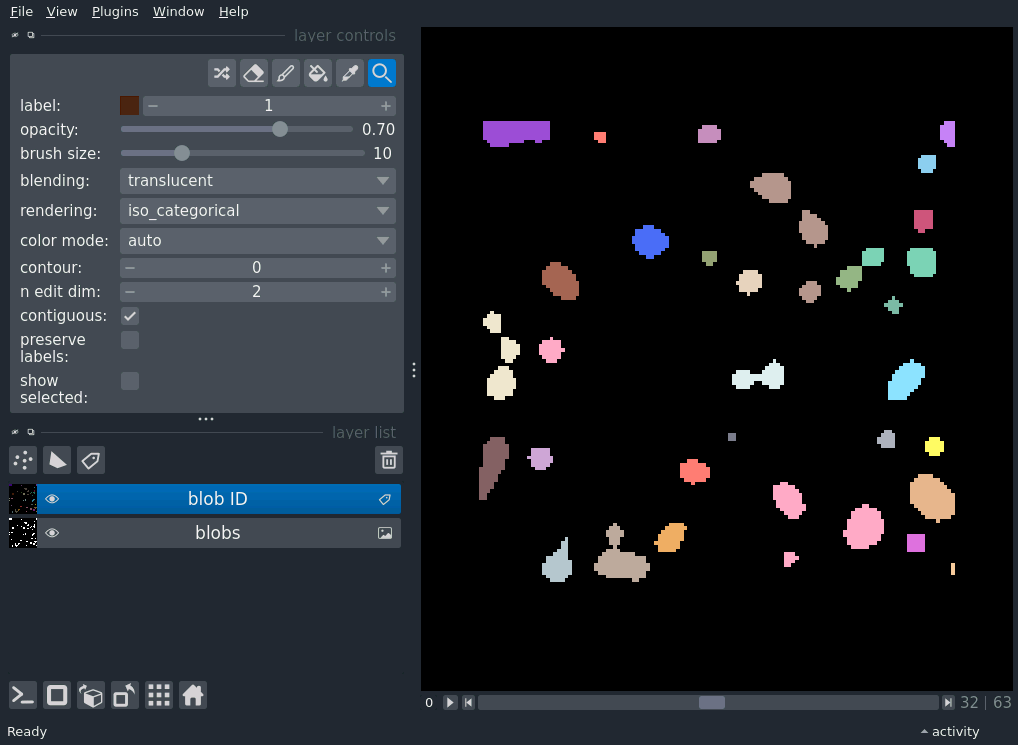 File View Plugins Window Help
layer controls
label: 1
opacity: 0.70
brush size: 10
blending: translucent
rendering: iso_categorical
color mode: auto
contour: 0
n edit dim: 2
contiguous:
preserve
labels:
show
selected:
layer list
blob ID
blobs
0 32 | 63
Ready activity